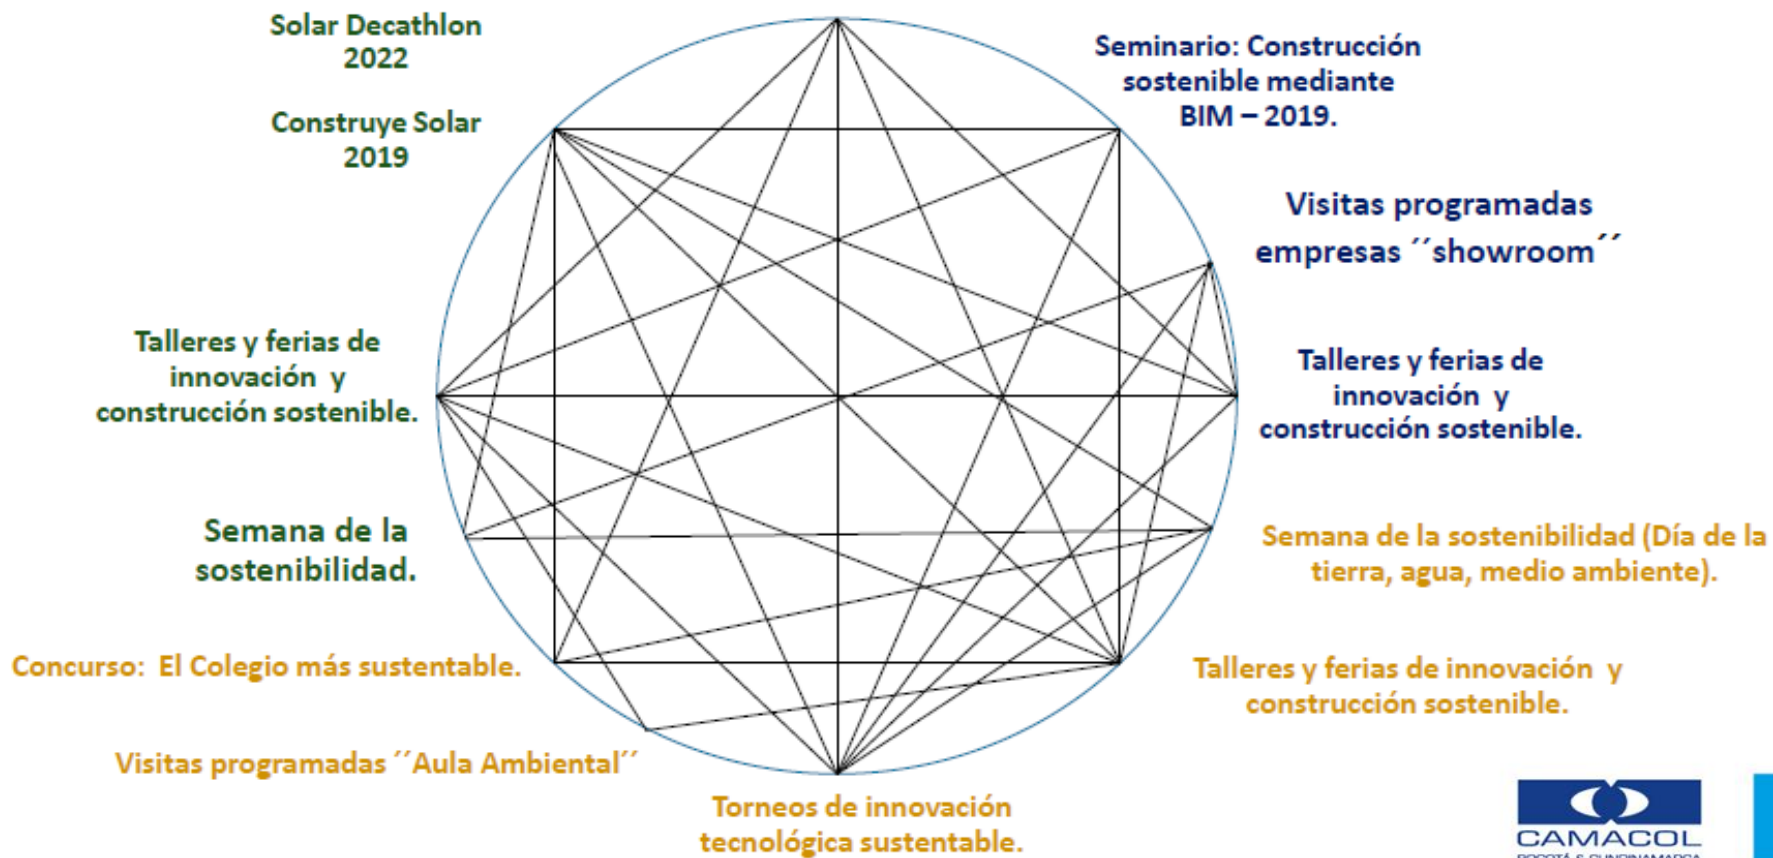 Solar Decathlon
2022
Construye Solar
2019
Seminario: Construcción
sostenible mediante
BIM – 2019.
Visitas programadas
empresas ´´showroom´´
Talleres y ferias de
innovación y
construcción sostenible.
Talleres y ferias de
innovación y
construcción sostenible.
Semana de la
sostenibilidad.
Semana de la sostenibilidad (Día de la
tierra, agua, medio ambiente).
Concurso: El Colegio más sustentable.
Talleres y ferias de innovación y
construcción sostenible.
Visitas programadas ´´Aula Ambiental´´
Torneos de innovación
tecnológica sustentable.
CAMACOL
BOGOTÁ & CUNDINAMARCA